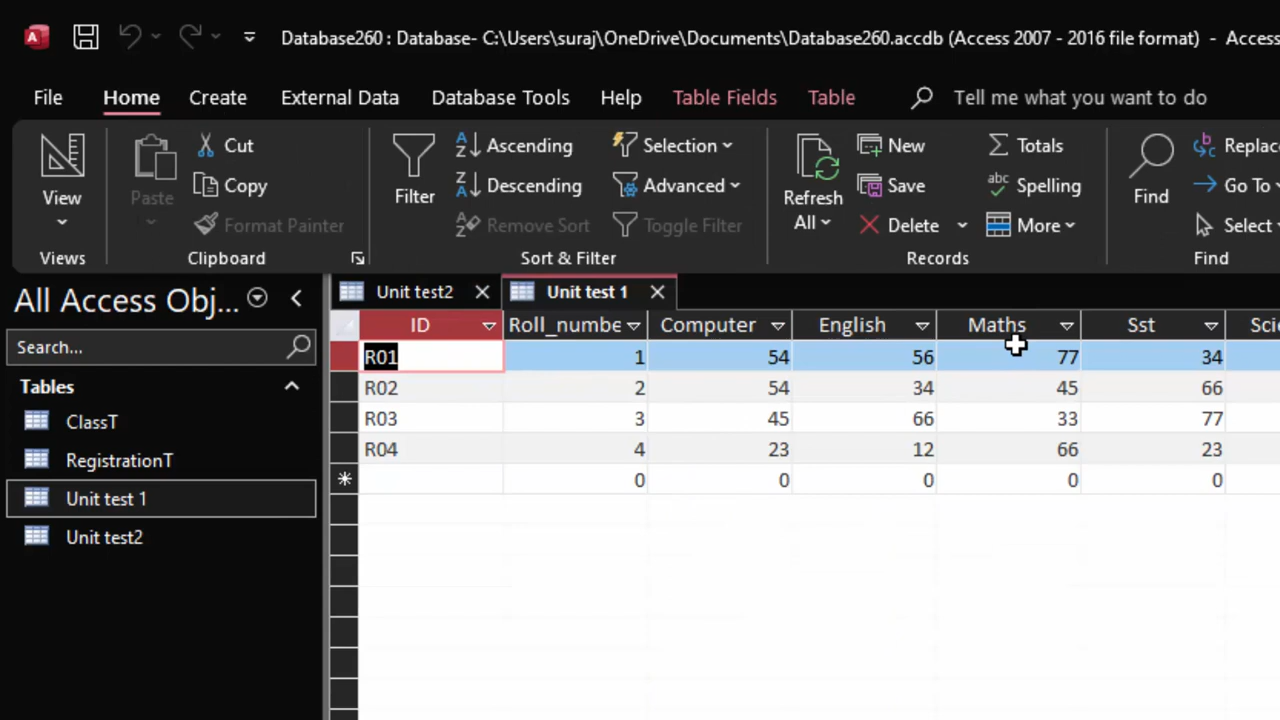 Database260 : Database- C:\Users\suraj\OneDrive\Documents\Database260.accdb (Access 2007 - 2016 file format) - Access
File Home Create External Data Database Tools Help Table Fields Table Tell me what you want to do
View
Views
Paste
Cut
Copy
Format Painter
Clipboard
Filter
Ascending
Descending
Remove Sort
Selection
Advanced
Toggle Filter
Sort & Filter
Refresh
All
New
Save
Delete
Totals
Spelling
More
Records
Find
Replace
Go To
Select
Find
All Access Obj...
Search...
Tables
ClassT
RegistrationT
Unit test 1
Unit test2
Unit test2 Unit test 1
ID Roll_numbe Computer English Maths Sst Sci
R01 1 54 56 77 34
R02 2 54 34 45 66
R03 3 45 66 33 77
R04 4 23 12 66 23
0 0 0 0 0